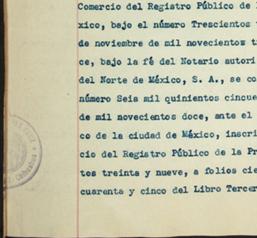 Comercio del Registro Público de
xico, bajo el número Trescientos
de noviembre de mil novecientos t
ce, bajo la fé del Notario autori
del Norte de México, S. A., se co
número Seis mil quinientos cincue
de mil novecientos doce, ante el
co de la ciudad de México, inscri
cio del Registro Público de la Pr
tos treinta y nueve, a folios cie
cuarenta y cinco del Libro Tercer